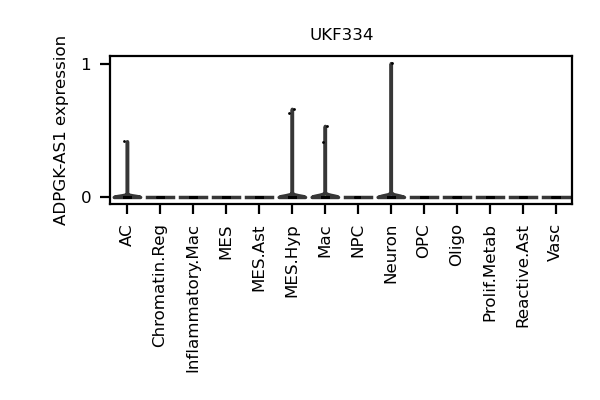 UKF334
ADPGK-AS1 expression
1
0
AC
Chromatin.Reg
Inflammatory.Mac
MES
MES.Ast
MES.Hyp
Mac
NPC
Neuron
OPC
Oligo
Prolif.Metab
Reactive.Ast
Vasc